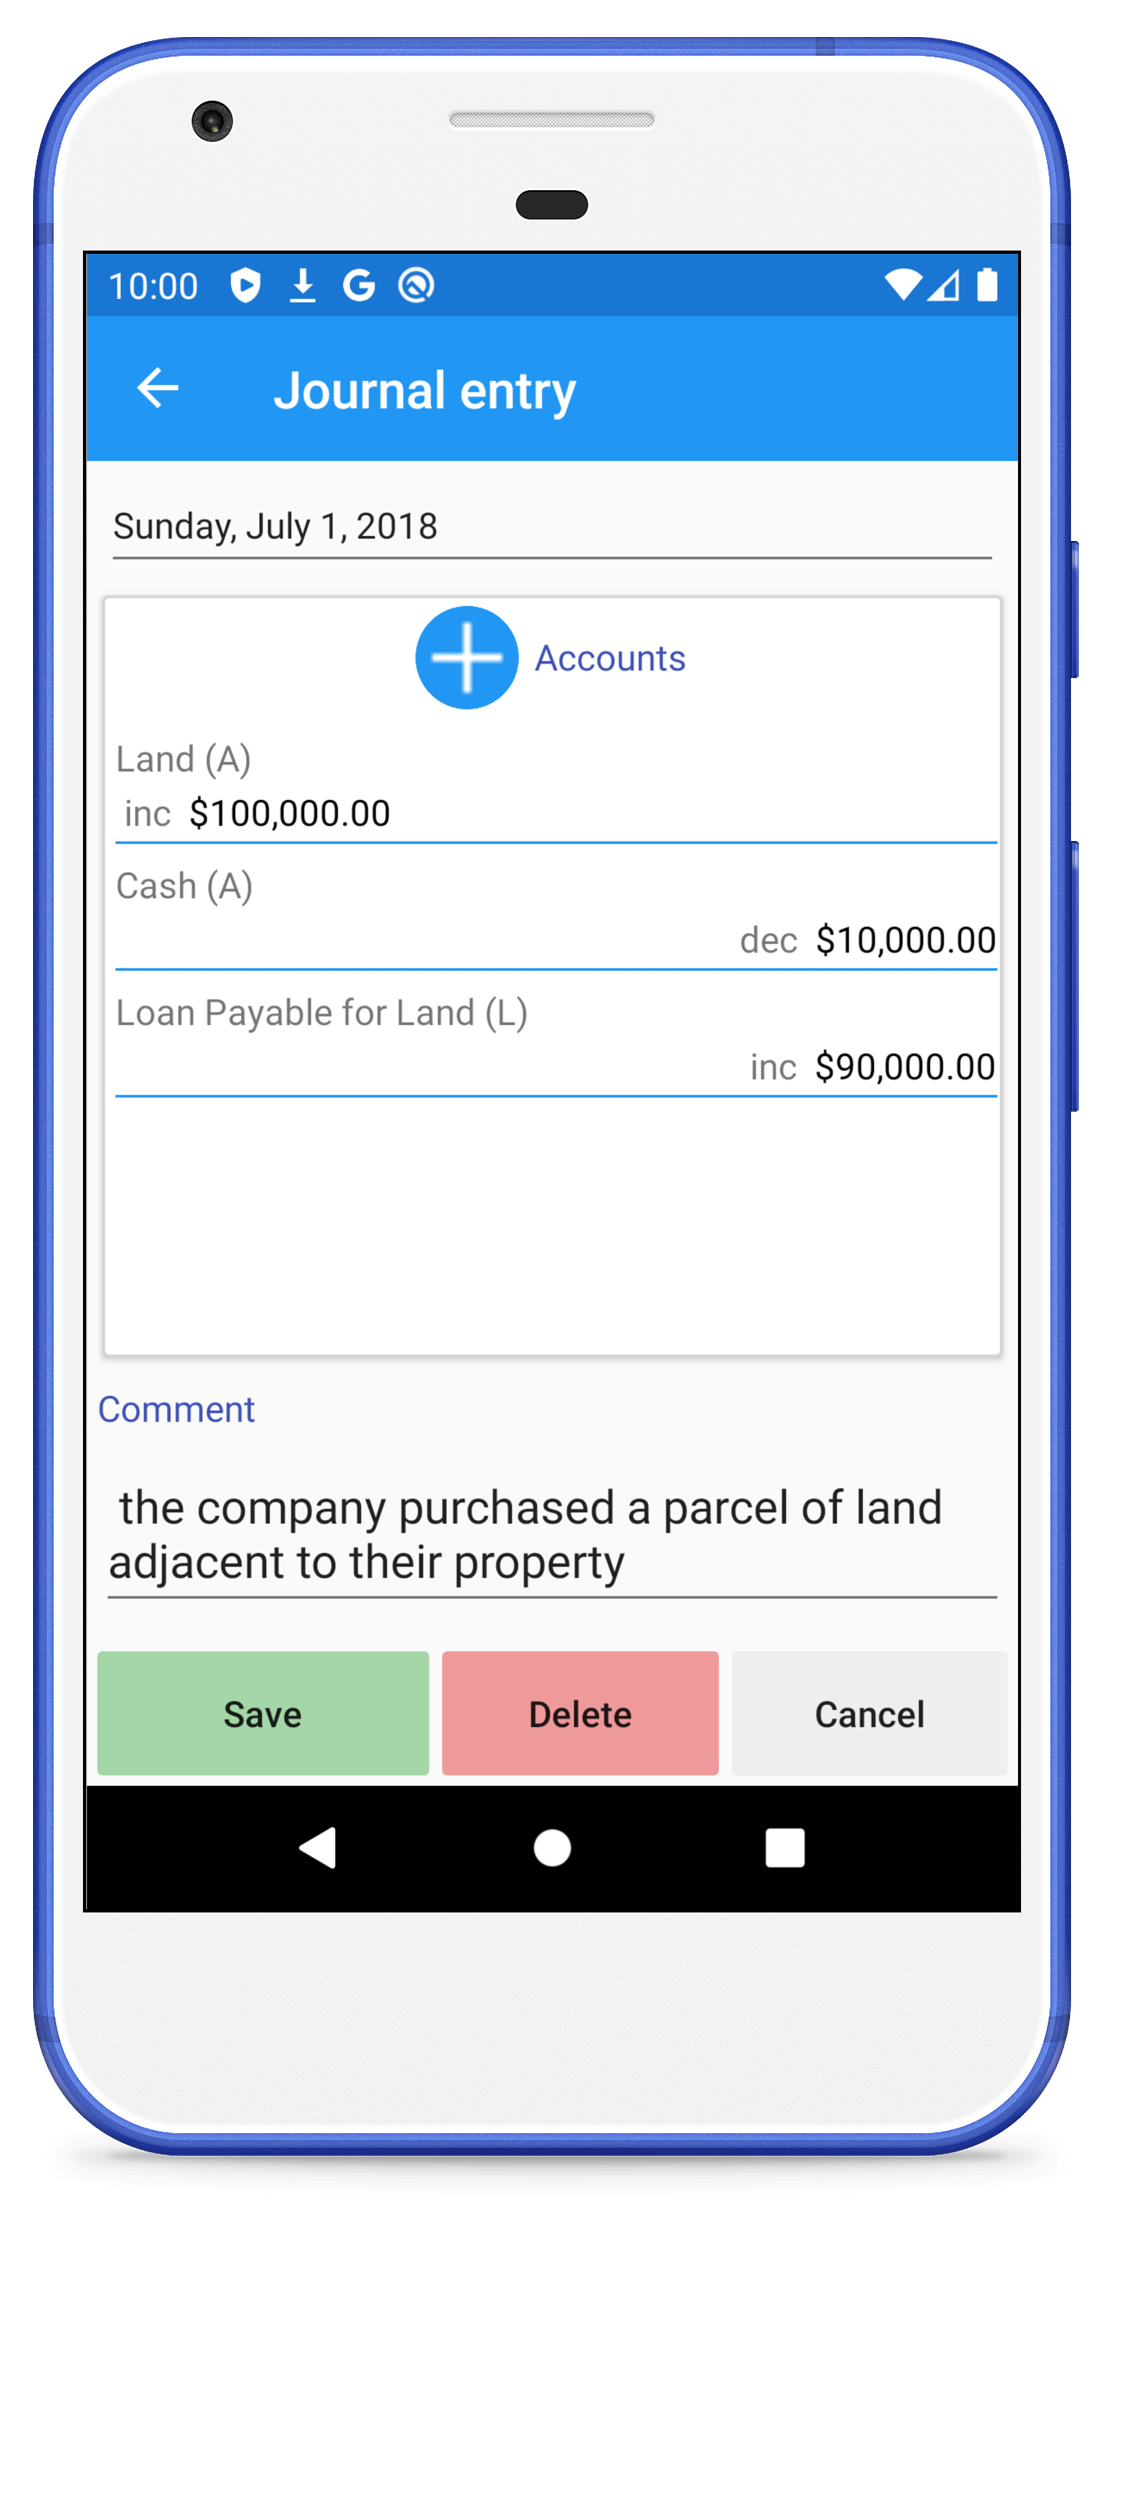 10:00
Journal entry
Sunday, July 1, 2018
Accounts
Land (A)
inc $100,000.00
Cash (A)
dec $10,000.00
Loan Payable for Land (L)
inc $90,000.00
Comment
the company purchased a parcel of land
adjacent to their property
Save Delete Cancel